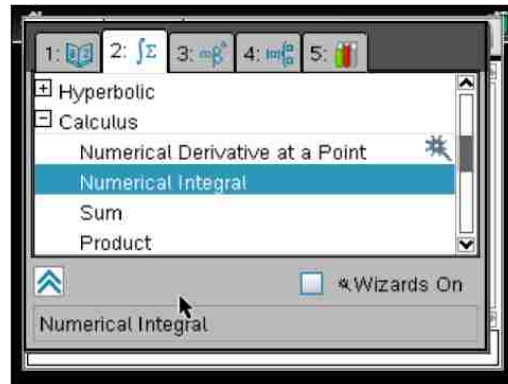 1: 2: ∫Σ 3: ∞β° 4: 5:
Hyperbolic
Calculus
Numerical Derivative at a Point
Numerical Integral
Sum
Product
Wizards On
Numerical Integral